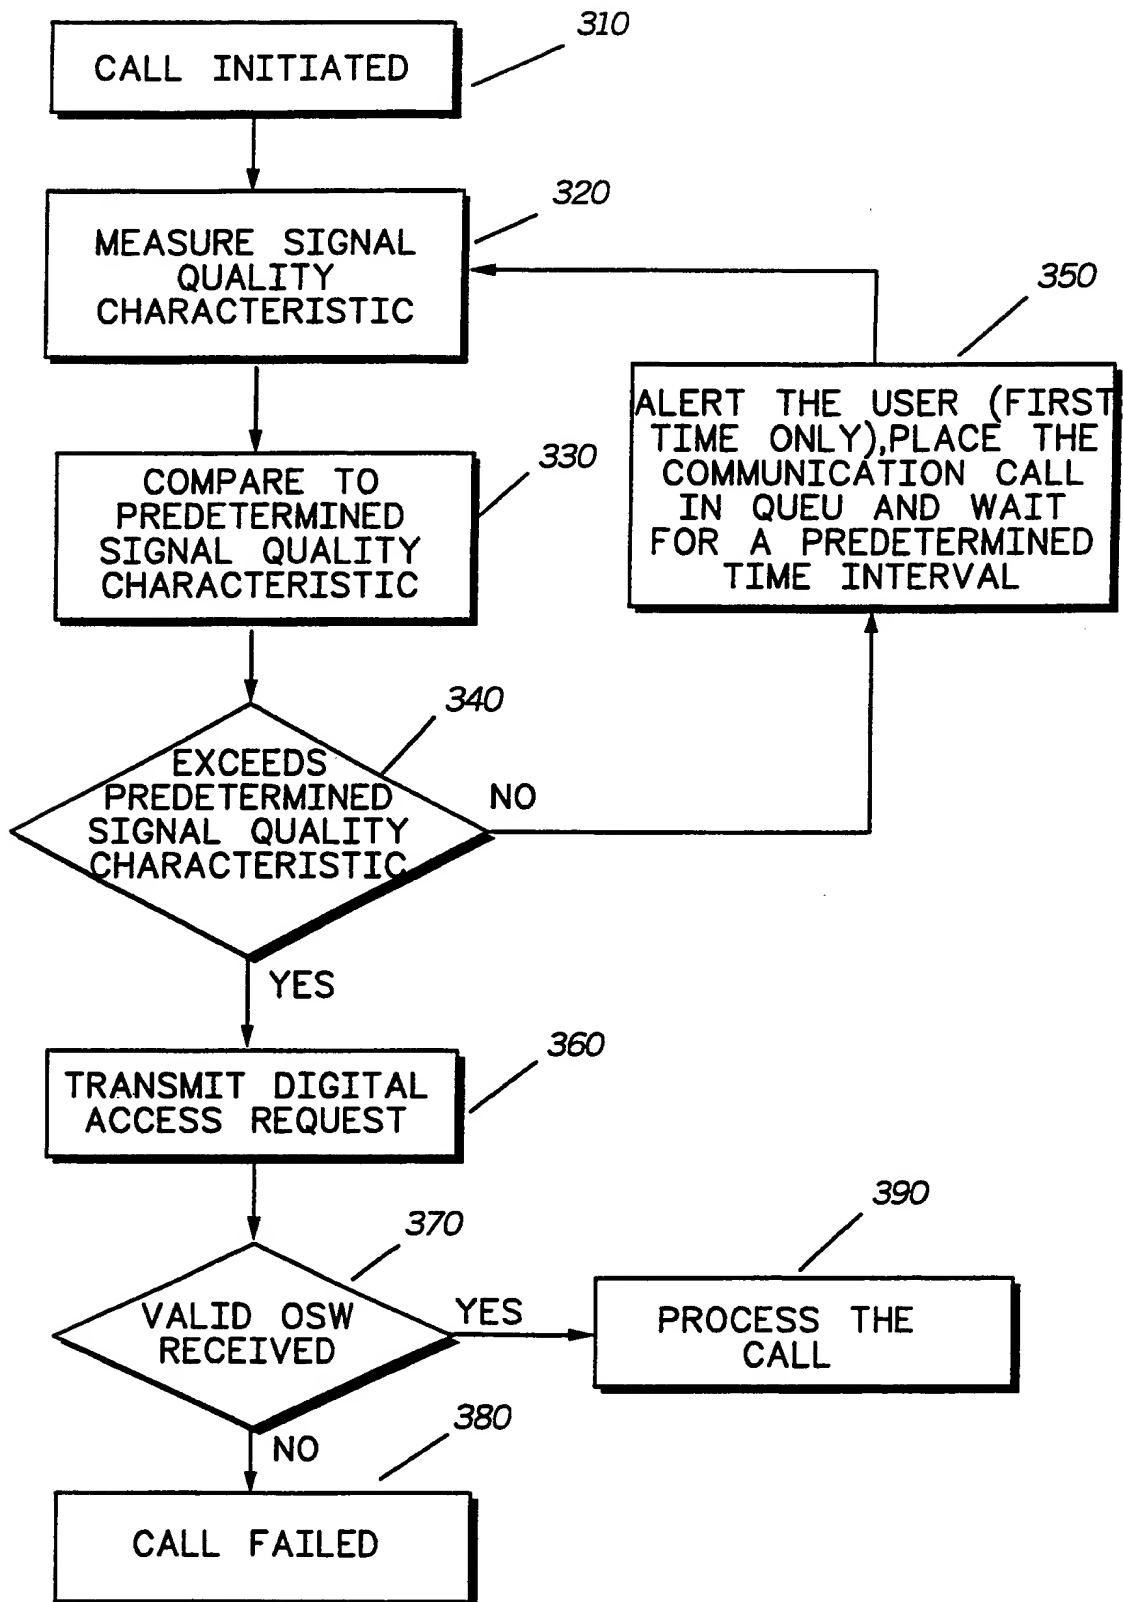 310
CALL INITIATED
320
MEASURE SIGNAL
QUALITY
CHARACTERISTIC
350
ALERT THE USER (FIRST
TIME ONLY),PLACE THE
COMMUNICATION CALL
IN QUEU AND WAIT
FOR A PREDETERMINED
TIME INTERVAL
330
COMPARE TO
PREDETERMINED
SIGNAL QUALITY
CHARACTERISTIC
340
EXCEEDS
PREDETERMINED
SIGNAL QUALITY
CHARACTERISTIC
NO
YES
360
TRANSMIT DIGITAL
ACCESS REQUEST
370
VALID OSW
RECEIVED
YES
390
PROCESS THE
CALL
NO
380
CALL FAILED